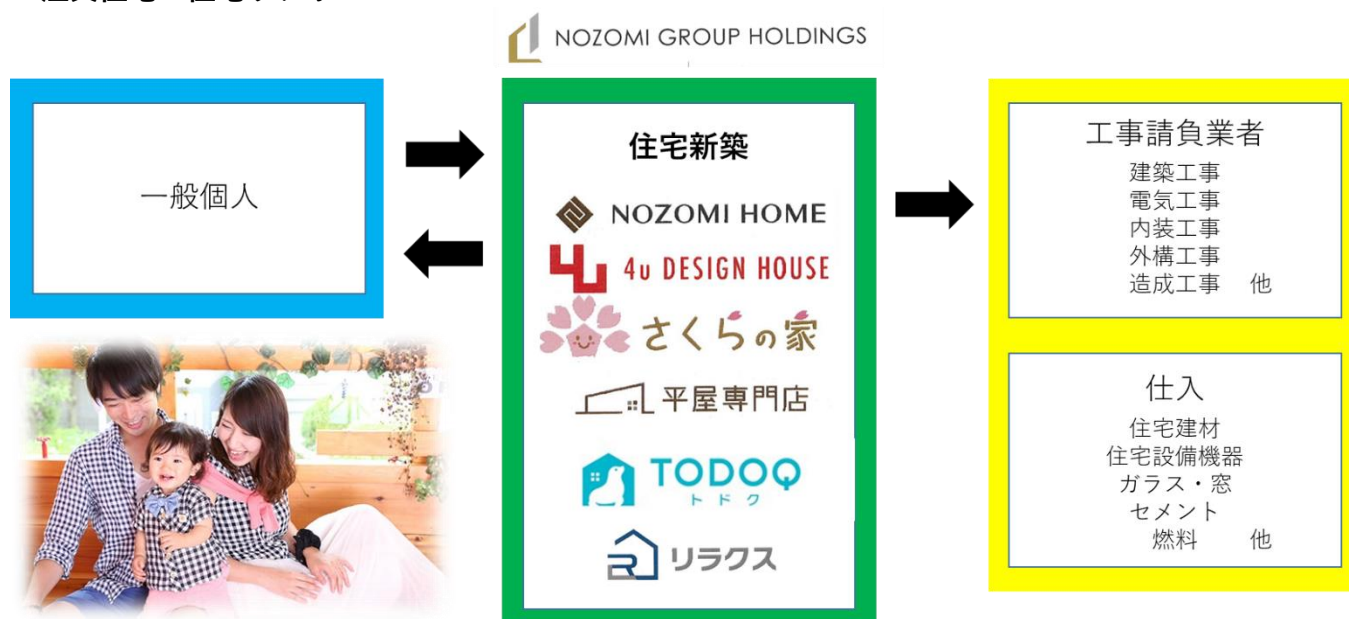 NOZOMI GROUP HOLDINGS
一般個人
住宅新築
NOZOMI HOME
4u DESIGN HOUSE
さくらの家
平屋専門店
TODOQ
トドク
リラクス
工事請負業者
建築工事
電気工事
内装工事
外構工事
造成工事 他
仕入
住宅建材
住宅設備機器
ガラス・窓
セメント
燃料 他